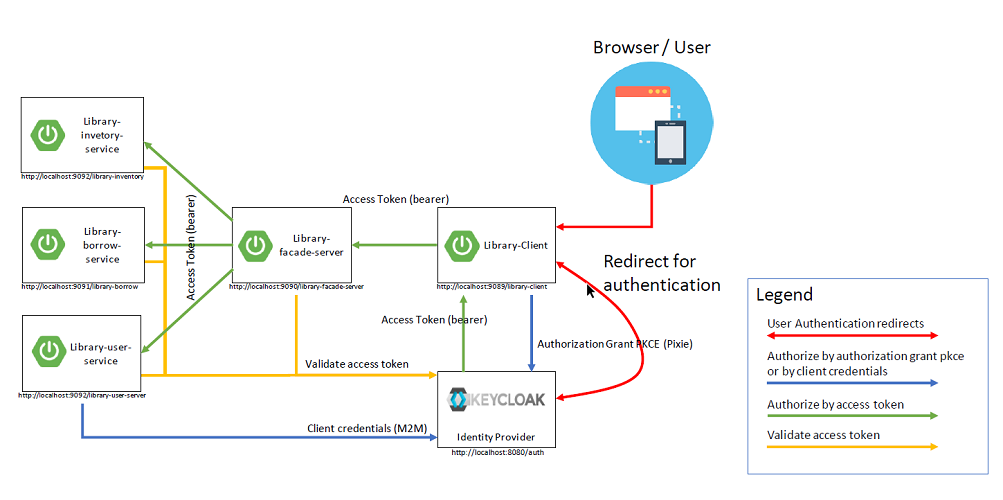 Browser / User
Library-
invetory-
service
http://localhost:9092/library-inventory
Access Token (bearer)
Access Token (bearer)
Library-
borrow-
service
http://localhost:9091/library-borrow
Library-
facade-server
http://localhost:9090/library-facade-server
Library-Client
http://localhost:9089/library-client
Redirect for
authentication
Library-user-
service
http://localhost:9092/library-user-server
Access Token (bearer)
Authorization Grant PKCE (Pixie)
Validate access token
KEYCLOAK
Client credentials (M2M)
Identity Provider
http://localhost:8080/auth
Legend
User Authentication redirects
Authorize by authorization grant pkce
or by client credentials
Authorize by access token
Validate access token